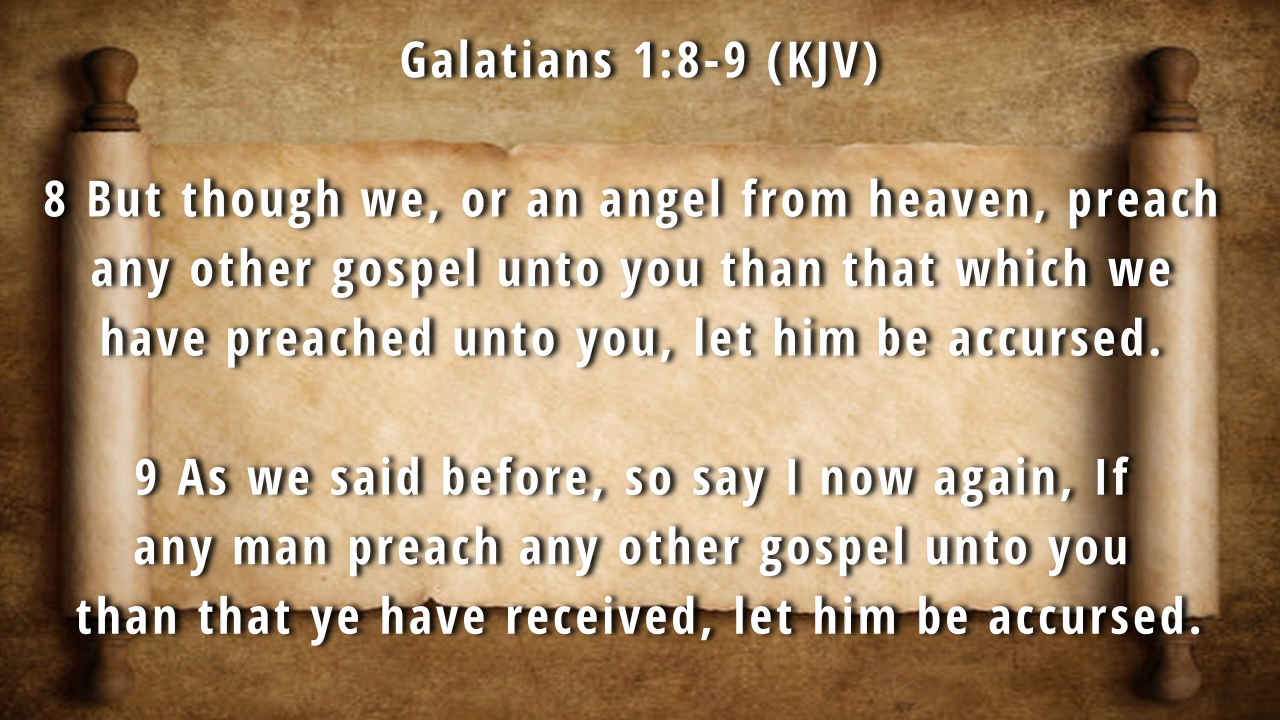 Galatians 1:8-9 (KJV)
8 But though we, or an angel from heaven, preach
any other gospel unto you than that which we
have preached unto you, let him be accursed.
9 As we said before, so say I now again, If
any man preach any other gospel unto you
than that ye have received, let him be accursed.